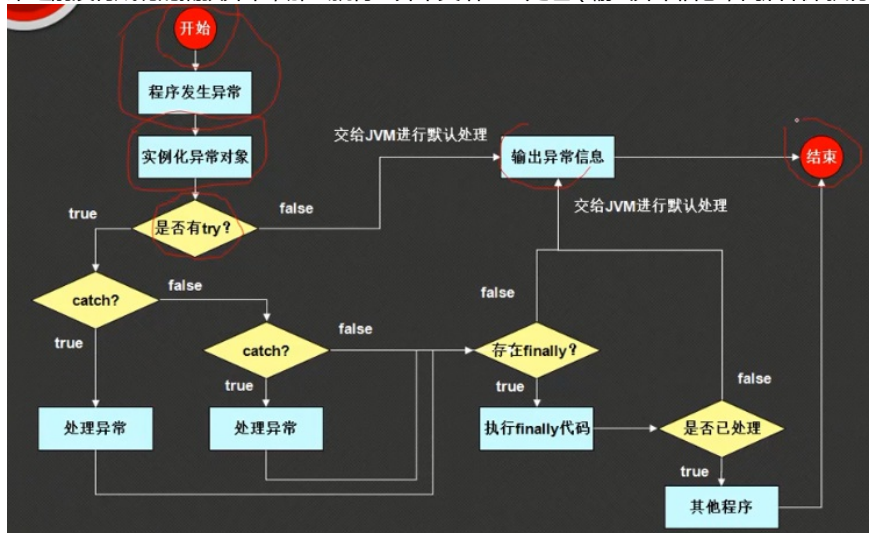 开始
程序发生异常
实例化异常对象
交给JVM进行默认处理
输出异常信息
结束
true
是否有try？
false
交给JVM进行默认处理
catch?
false
true
catch?
false
true
false
存在finally？
true
false
处理异常
处理异常
执行finally代码
是否已处理
true
其他程序